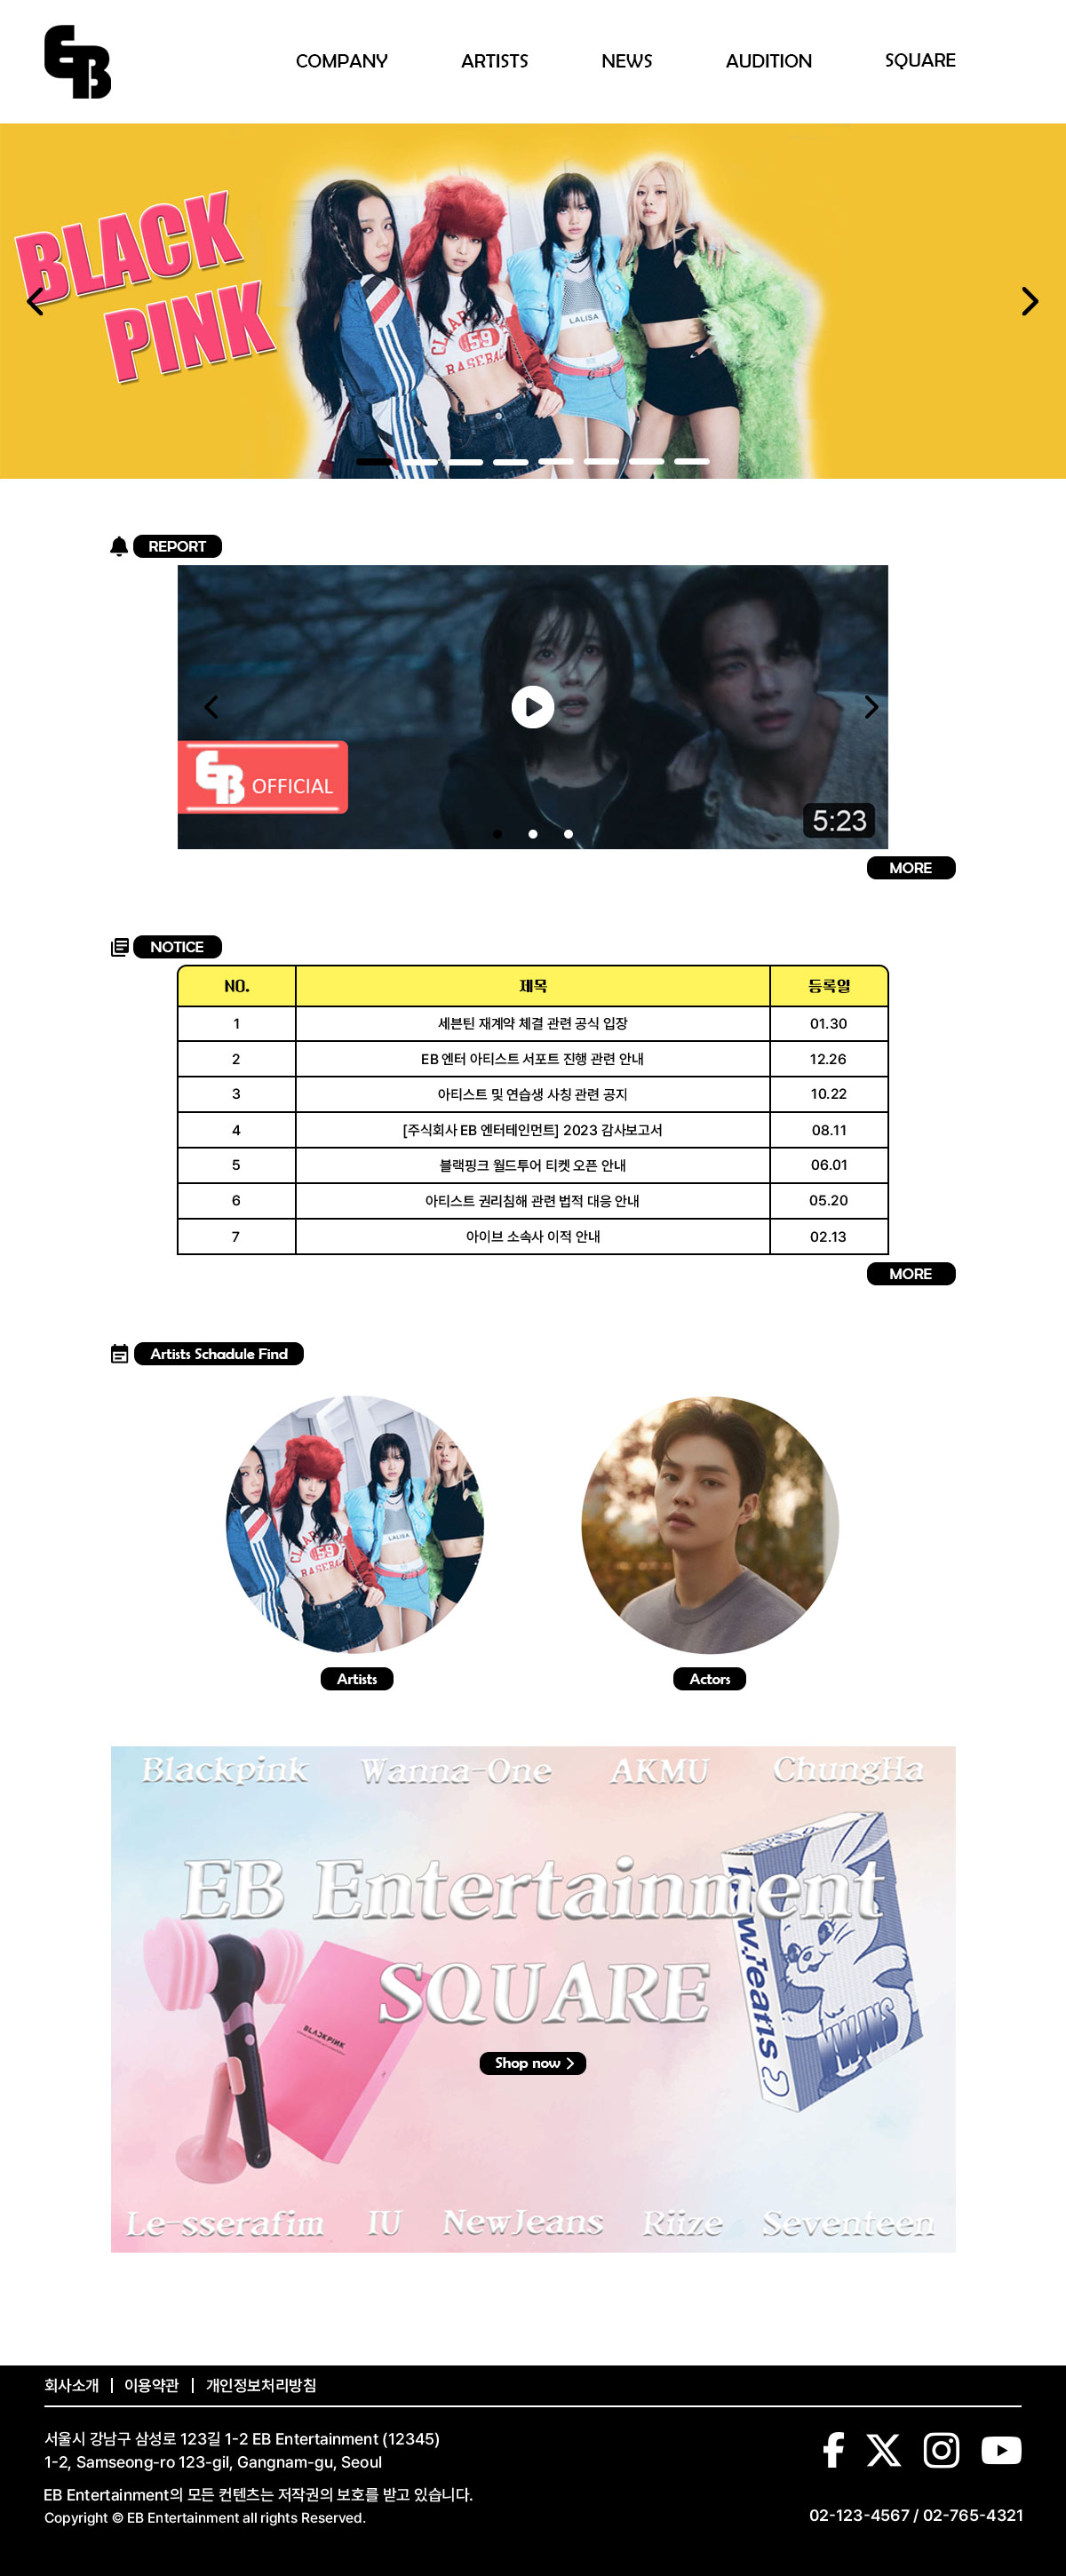 EB
COMPANY ARTISTS NEWS AUDITION SQUARE
BLACK
PINK
CLARK
59
BASEBALL
LALISA
REPORT
EB OFFICIAL
5:23
MORE
NOTICE
NO. 제목 등록일
1 세븐틴 재계약 체결 관련 공식 입장 01.30
2 EB 엔터 아티스트 서포트 진행 관련 안내 12.26
3 아티스트 및 연습생 사칭 관련 공지 10.22
4 [주식회사 EB 엔터테인먼트] 2023 감사보고서 08.11
5 블랙핑크 월드투어 티켓 오픈 안내 06.01
6 아티스트 권리침해 관련 법적 대응 안내 05.20
7 아이브 소속사 이적 안내 02.13
MORE
Artists Schadule Find
LALISA
59
Artists Actors
Blackpink Wanna-One AKMU ChungHa
EB Entertainment
SQUARE
BLACKPINK
NWJNS
Shop now >
Le-sserafim IU NewJeans Riize Seventeen
회사소개 | 이용약관 | 개인정보처리방침
서울시 강남구 삼성로 123길 1-2 EB Entertainment (12345)
1-2, Samseong-ro 123-gil, Gangnam-gu, Seoul
EB Entertainment의 모든 컨텐츠는 저작권의 보호를 받고 있습니다.
Copyright © EB Entertainment all rights Reserved.
02-123-4567 / 02-765-4321